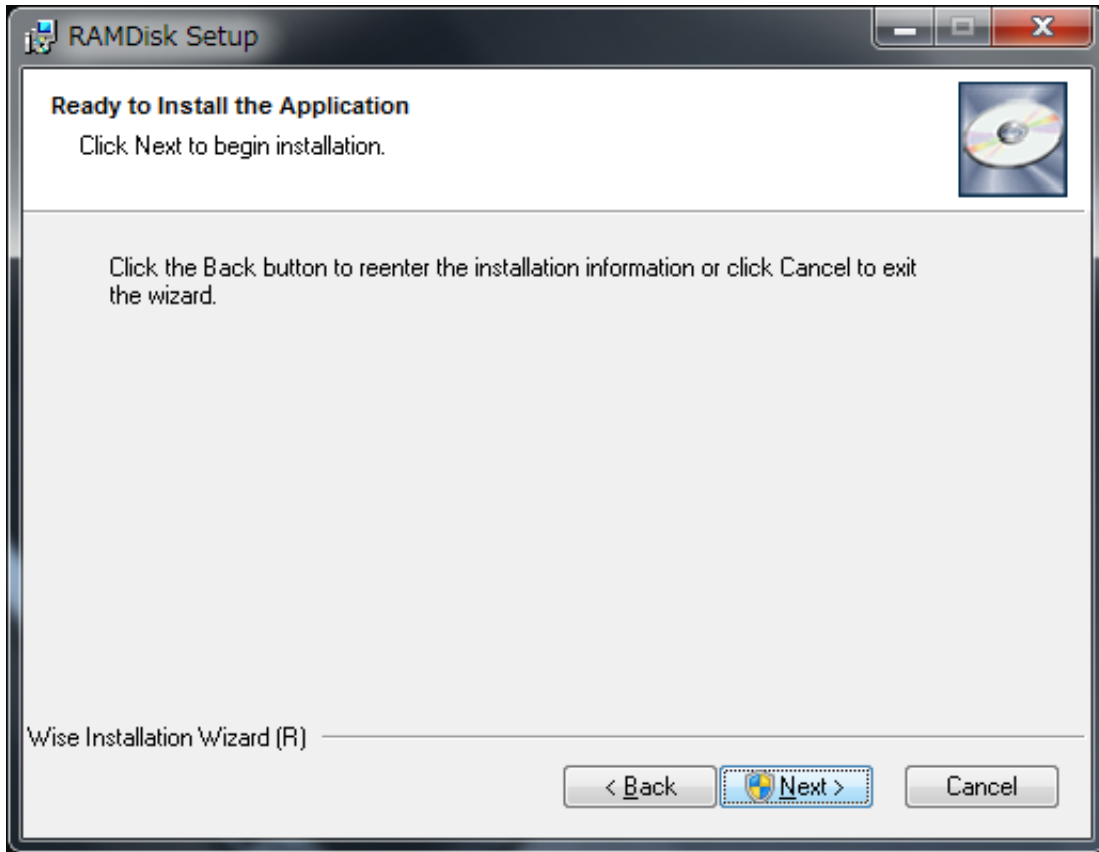 RAMDisk Setup
Ready to Install the Application
Click Next to begin installation.
Click the Back button to reenter the installation information or click Cancel to exit
the wizard.
Wise Installation Wizard (R)
< Back Next > Cancel